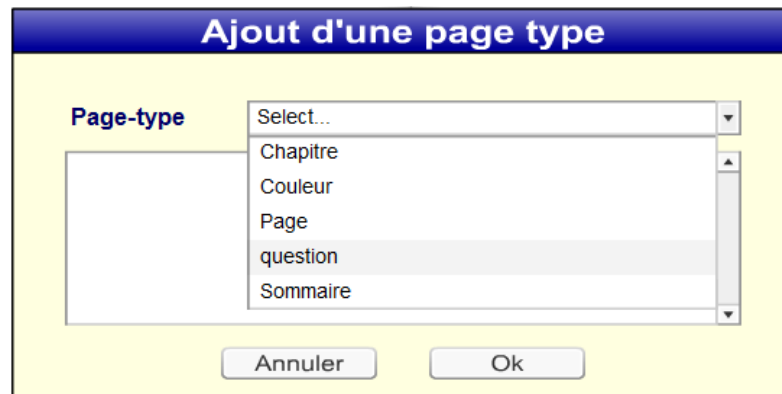 Ajout d'une page type
Page-type Select...
Chapitre
Couleur
Page
question
Sommaire
Annuler Ok